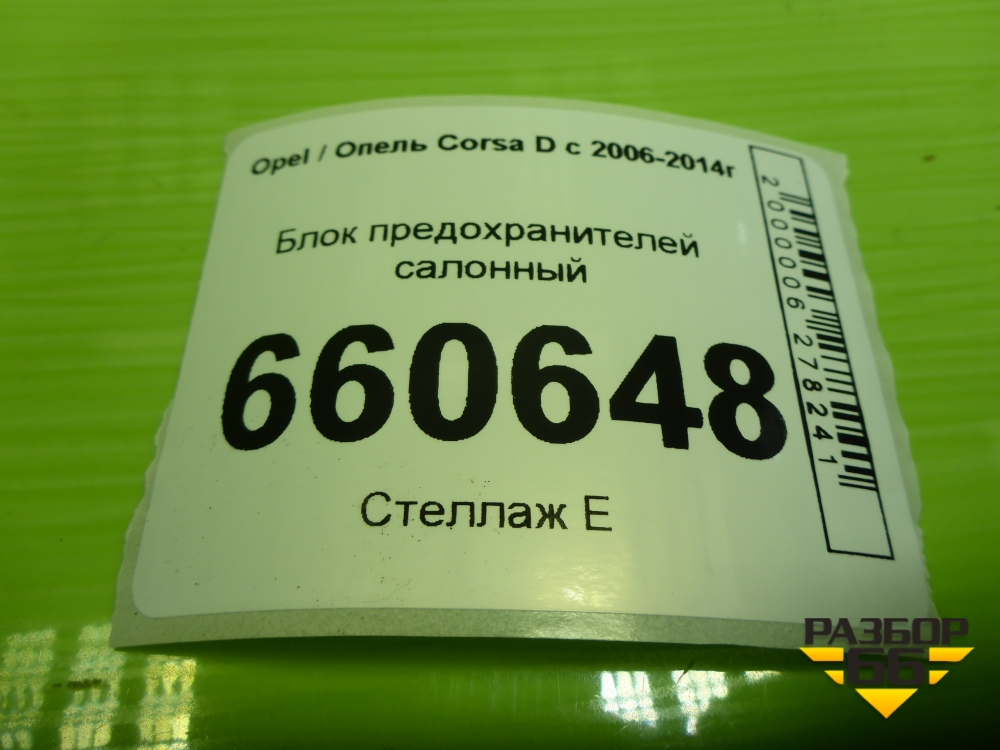 Opel / Опель Corsa D с 2006-2014г
Блок предохранителей
салонный
660648
Стеллаж Е
2000006278241
РАЗБОР
66